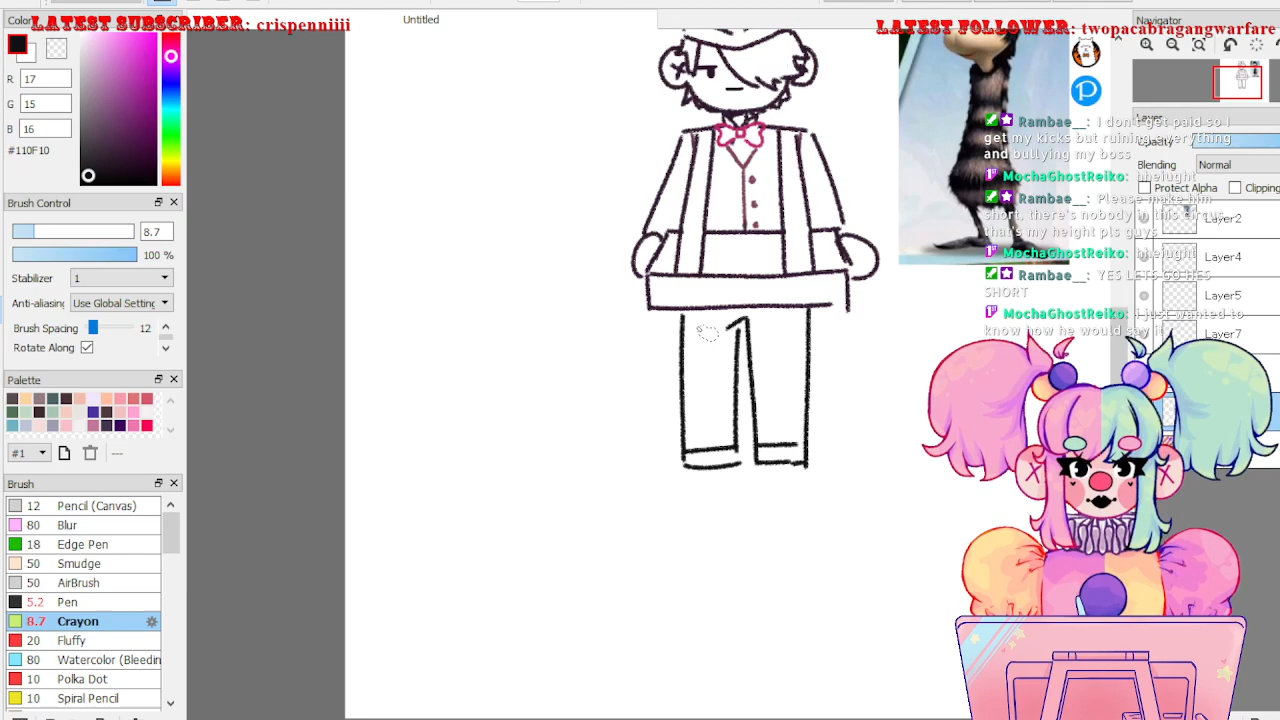 Color
LATEST SUBSCRIBER: crispenniiii
Untitled
LATEST FOLLOWER: twopacabragangwarfare
Navigator
R 17
G 15
B 16
#110F10
Brush Control
8.7
100 %
Stabilizer 1
Anti-aliasing Use Global Setting
Brush Spacing 12
Rotate Along
Palette
#1
Brush
12 Pencil (Canvas)
80 Blur
18 Edge Pen
50 Smudge
50 AirBrush
5.2 Pen
8.7 Crayon
20 Fluffy
80 Watercolor (Bleedin
10 Polka Dot
10 Spiral Pencil
Layer
Opacity
Blending Normal
Protect Alpha Clipping
Layer2
Layer4
Layer5
Layer7
Rambae__: I don't get paid so I
get my kicks but ruining everything
and bullying my boss
MochaGhostReiko: hhelught
Rambae__: Please make him
short, there's nobody in this circus
that's my height pls guys
MochaGhostReiko: hhelught
Rambae__: YES LETS GO HES
SHORT
MochaGhostReiko: i just wanted to
know how he would